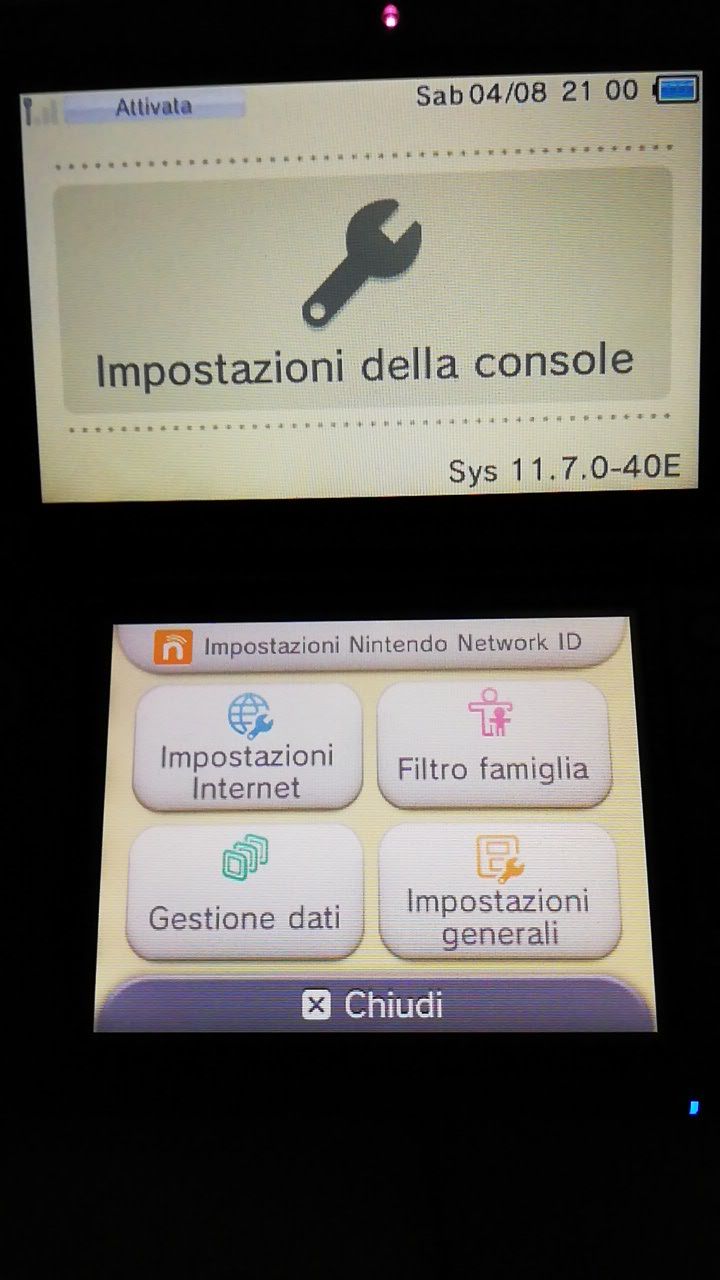 Attivata
Sab 04/08 21 00
Impostazioni della console
Sys 11.7.0-40E
n Impostazioni Nintendo Network ID
Impostazioni
Internet
Filtro famiglia
Gestione dati
Impostazioni
generali
X Chiudi